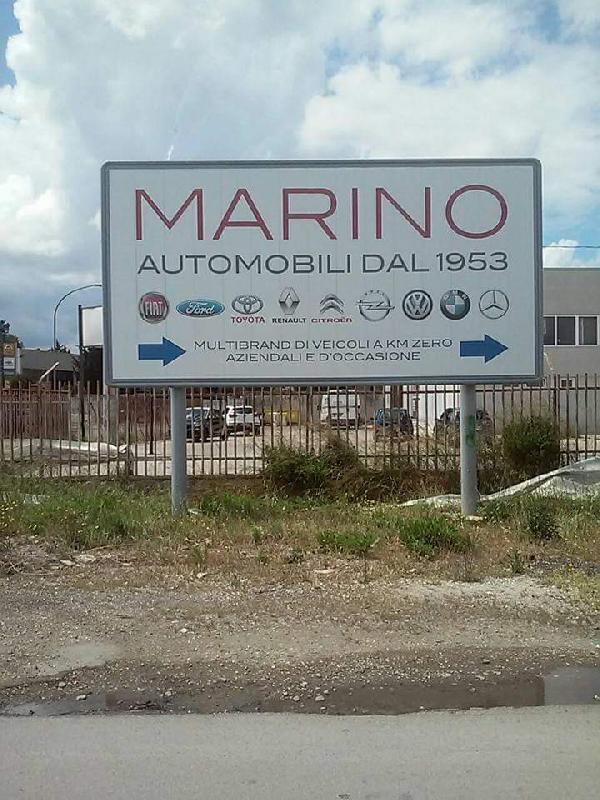 MARINO
AUTOMOBILI DAL 1953
FIAT Ford TOYOTA RENAULT CITROËN
MULTIBRAND DI VEICOLI A KM ZERO
AZIENDALI E D'OCCASIONE